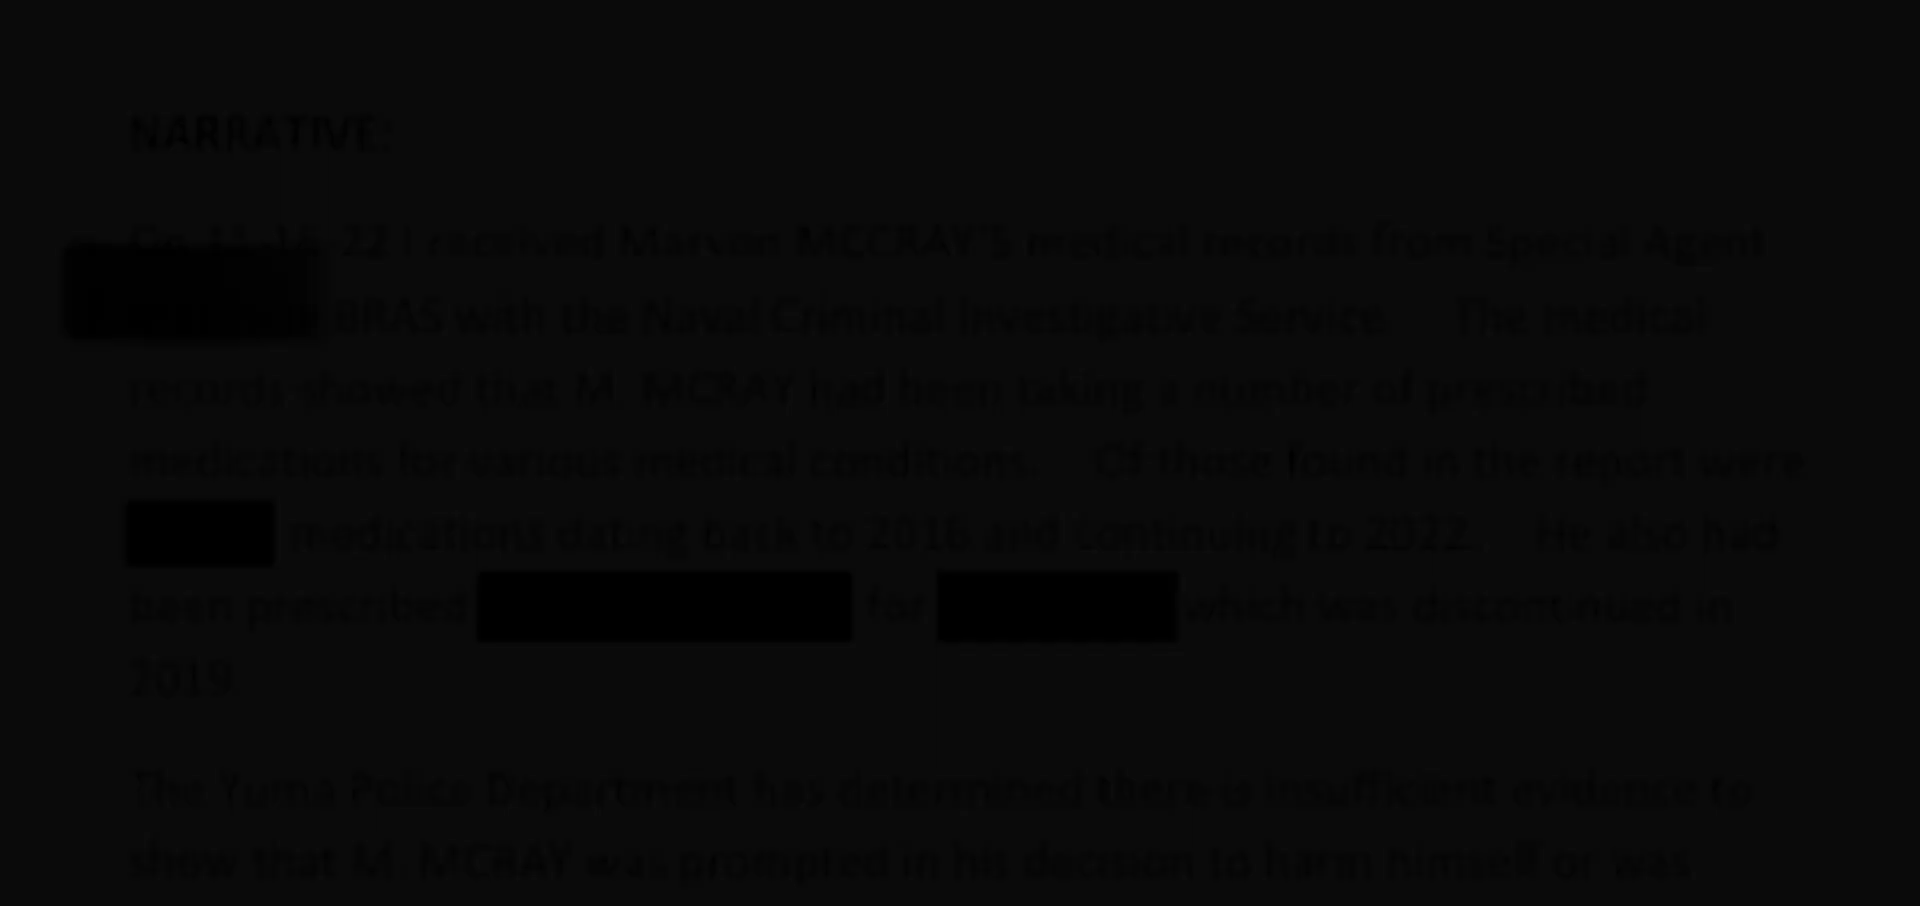 NARRATIVE:
-22 I received Marvon MCCRAY'S medical records from Special Agent
BRAS with the Naval Criminal Investigative Service. The medical
records showed that M. MCRAY had been taking a number of prescribed
medications for various medical conditions. Of those found in the report were
medications dating back to 2016 and continuing to 2022. He also had
been prescribed for which was discontinued in
2019
The Yuma Police Department has determined there is insufficient evidence to
show that M. MCRAY was prompted in his decision to harm himself or was